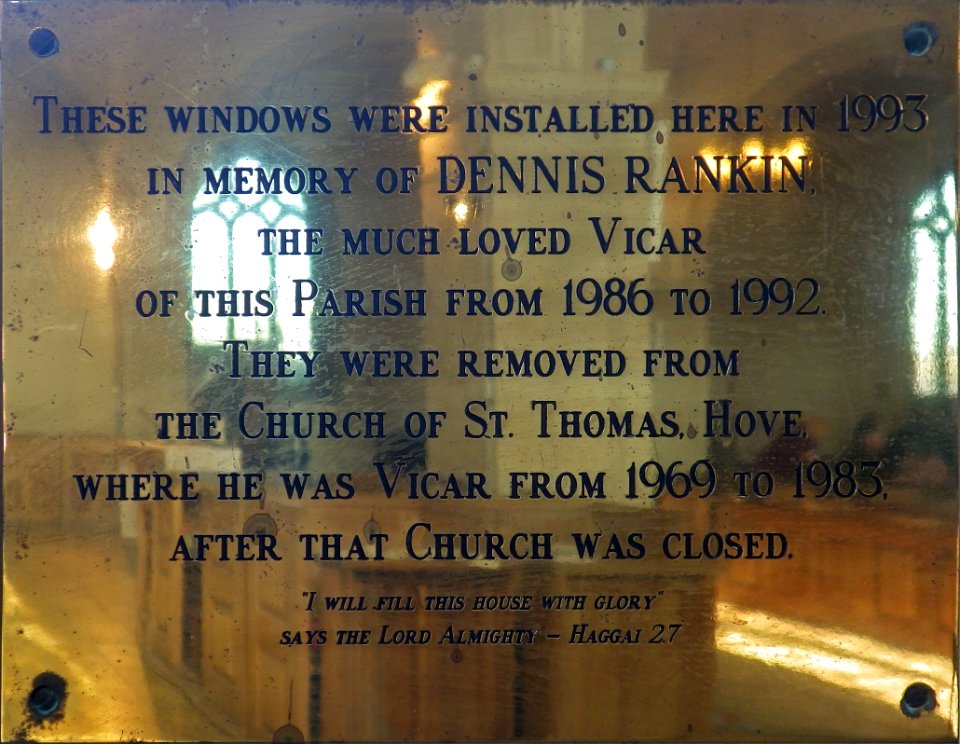 These windows were installed here in 1993
in memory of DENNIS RANKIN,
the much loved Vicar
of this Parish from 1986 to 1992.
They were removed from
the Church of St. Thomas, Hove,
where he was Vicar from 1969 to 1983,
after that Church was closed.
"I will fill this house with glory"
says the Lord Almighty – Haggai 2.7